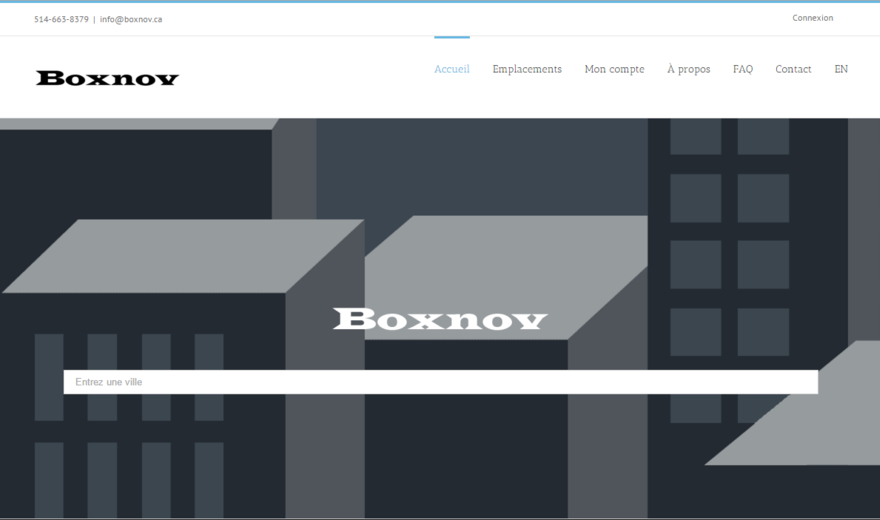 514-663-8379 | info@boxnov.ca
Connexion
Boxnov
Accueil Emplacements Mon compte À propos FAQ Contact EN
Boxnov
Entrez une ville